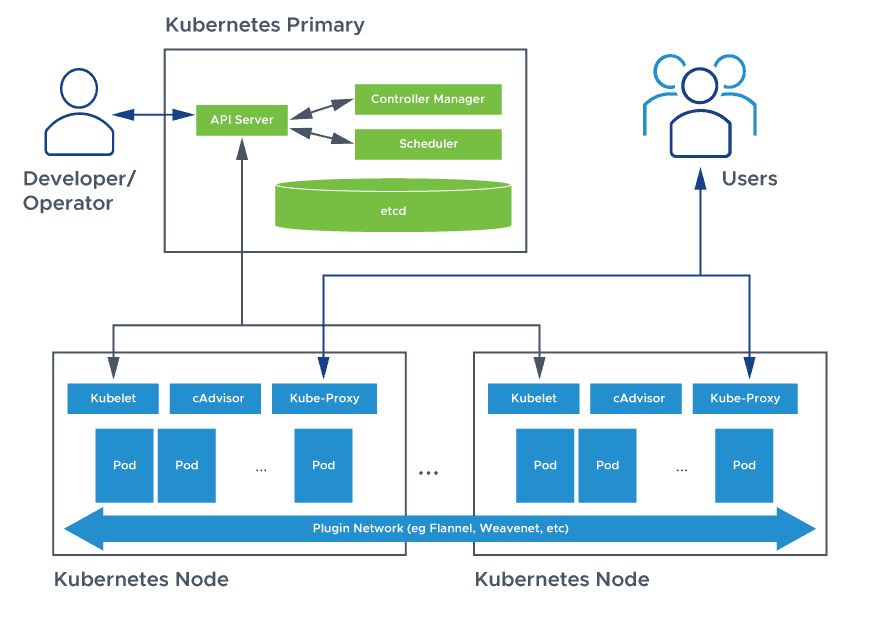 Kubernetes Primary
API Server
Controller Manager
Scheduler
etcd
Developer/
Operator
Users
Kubelet
cAdvisor
Kube-Proxy
Pod
Pod
...
Pod
...
Kubelet
cAdvisor
Kube-Proxy
Pod
Pod
...
Pod
Plugin Network (eg Flannel, Weavenet, etc)
Kubernetes Node
Kubernetes Node